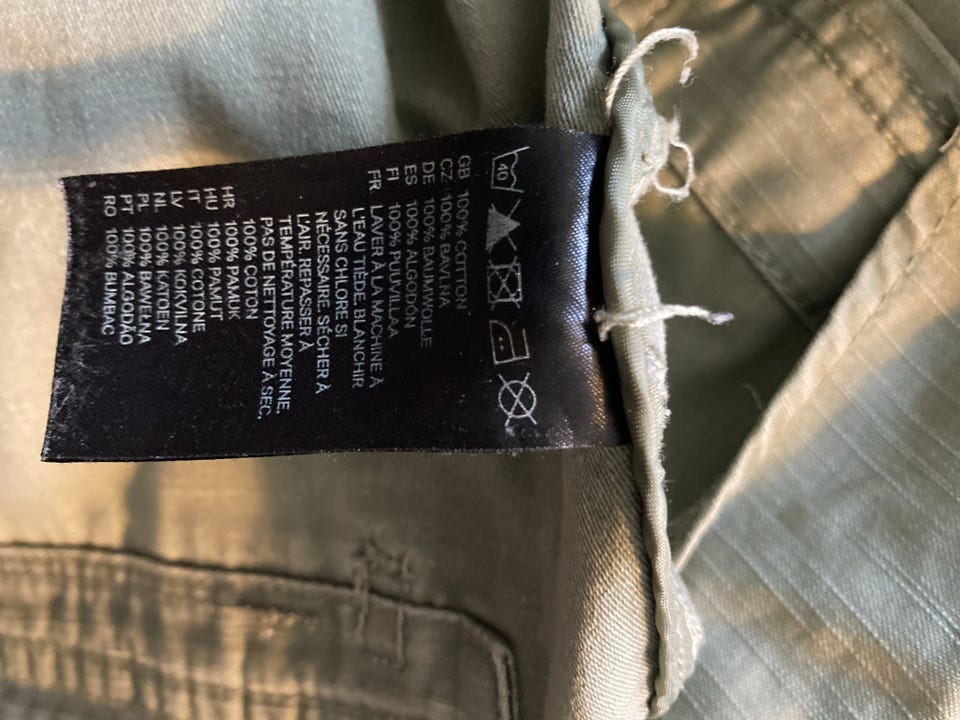 40
GB 100% COTTON
CZ 100% BAVLNA
DE 100% BAUMWOLLE
ES 100% ALGODÓN
FI 100% PUUVILLAA
FR LAVER À LA MACHINE À
L'EAU TIÈDE. BLANCHIR
SANS CHLORE SI
NÉCESSAIRE. SÉCHER À
L'AIR. REPASSER À
TEMPÉRATURE MOYENNE.
PAS DE NETTOYAGE À SEC.
100% COTON
HR 100% PAMUK
HU 100% PAMUT
IT 100% COTONE
LV 100% KOKVILNA
NL 100% KATOEN
PL 100% BAWEŁNA
PT 100% ALGODÃO
RO 100% BUMBAC